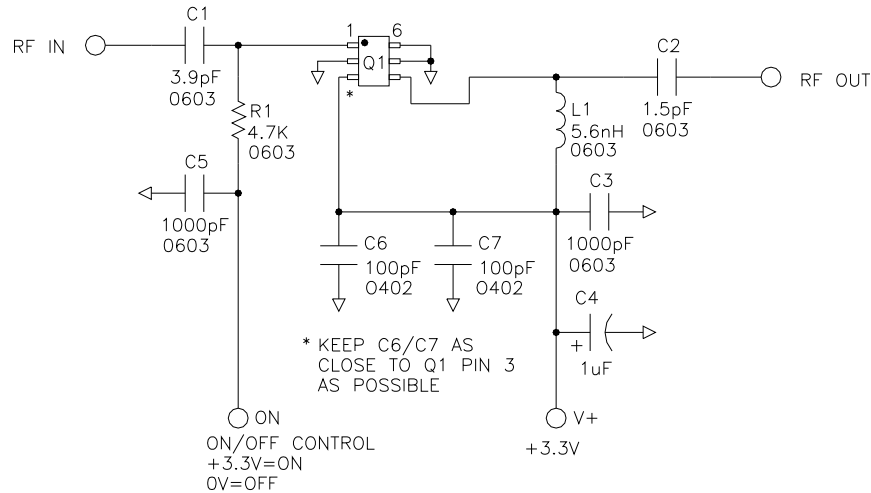 C1
RF IN
3.9pF
0603
1
6
Q1
*
C2
1.5pF
0603
RF OUT
R1
4.7K
0603
L1
5.6nH
0603
C5
1000pF
0603
C3
1000pF
0603
C6
100pF
0402
C7
100pF
0402
C4
+
1uF
* KEEP C6/C7 AS
CLOSE TO Q1 PIN 3
AS POSSIBLE
ON
ON/OFF CONTROL
+3.3V=ON
0V=OFF
V+
+3.3V